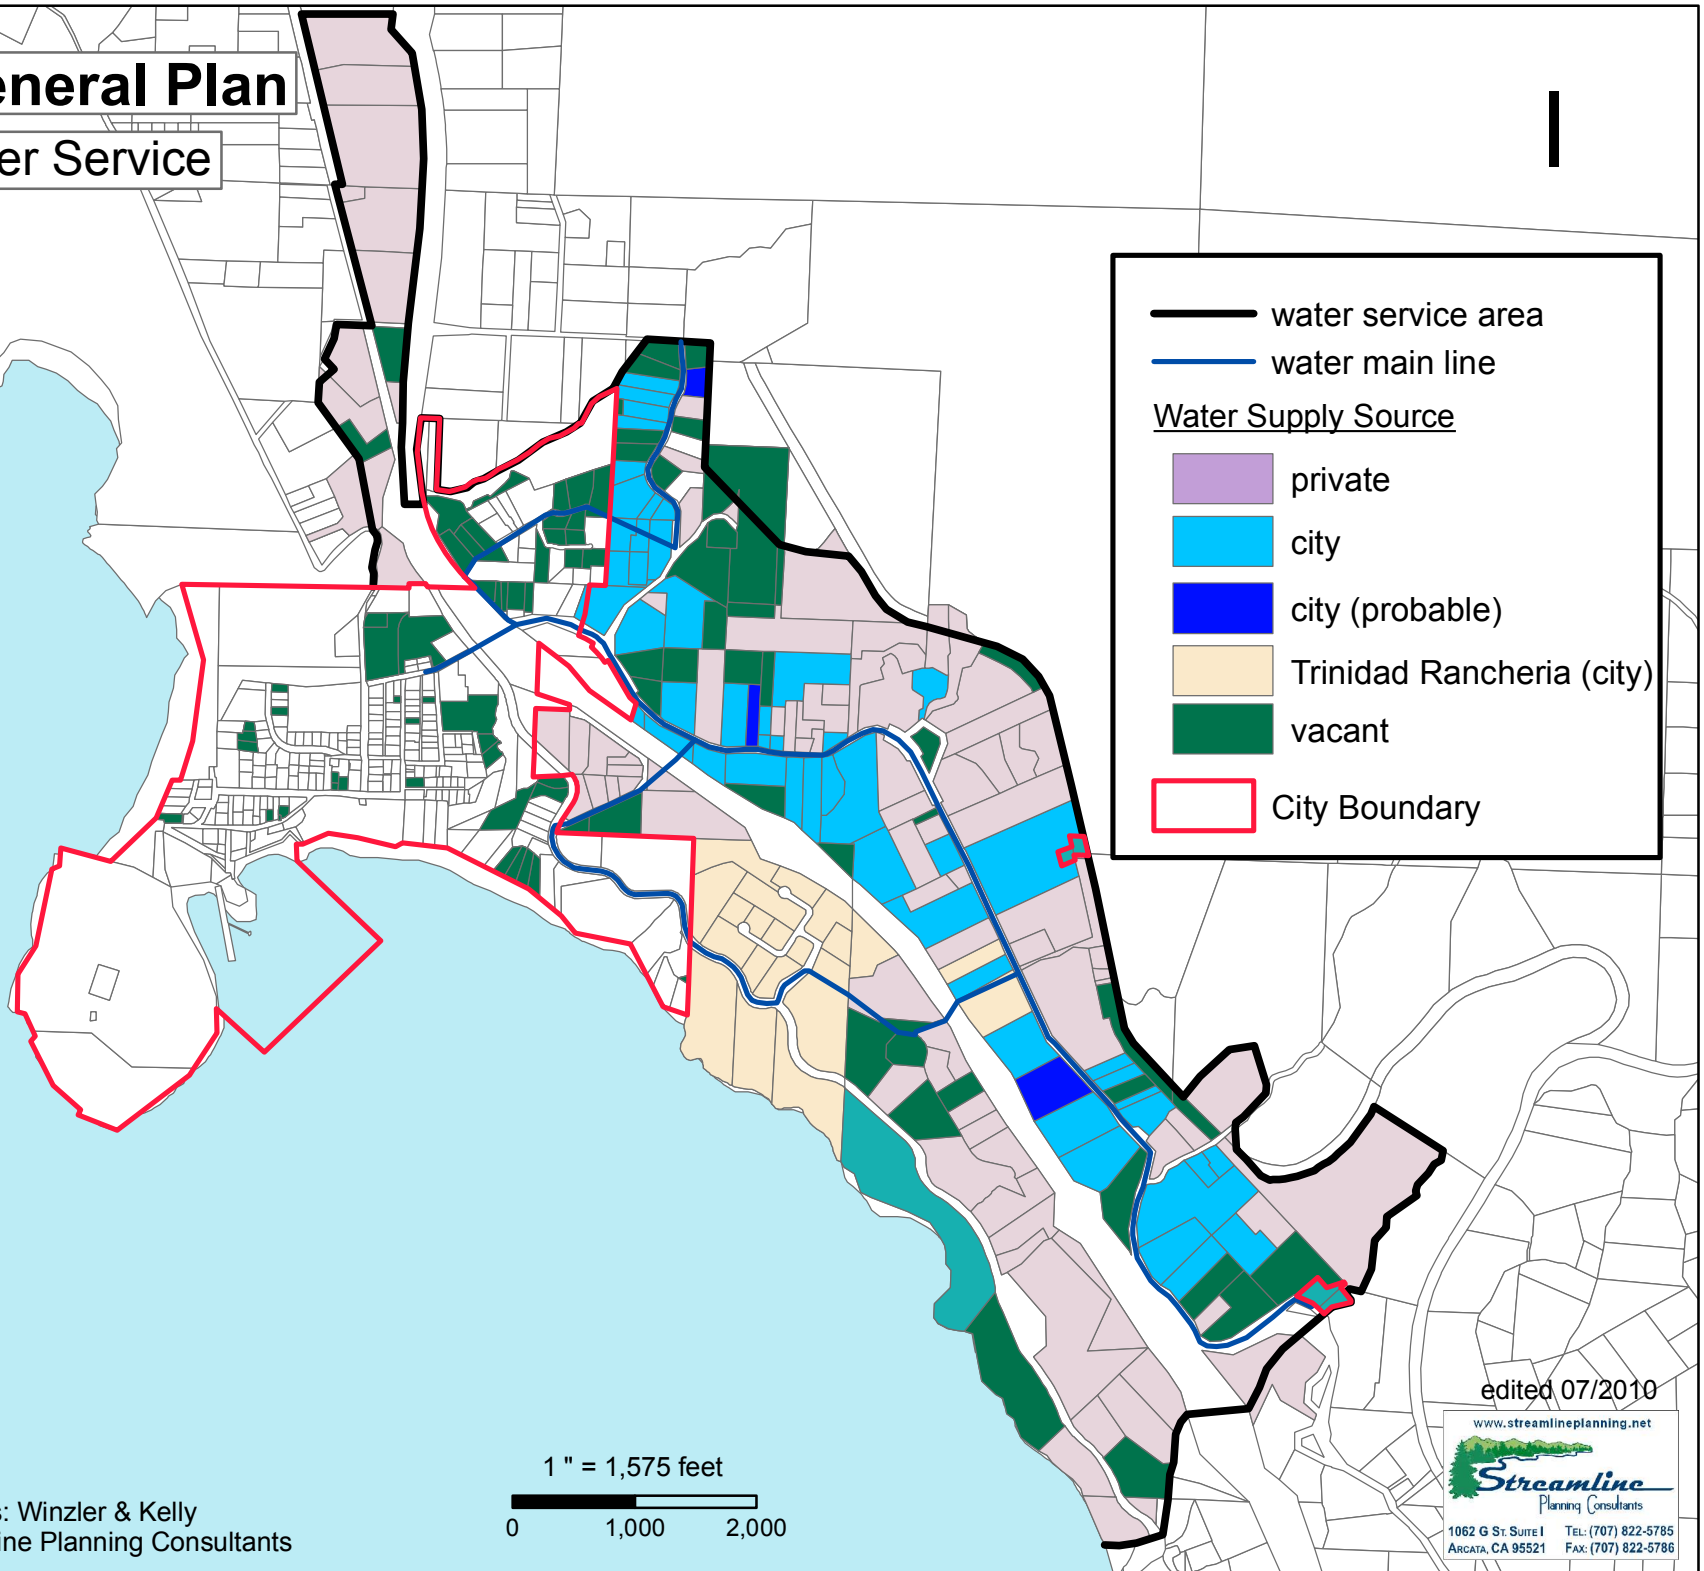 eneral Plan
er Service
water service area
water main line
Water Supply Source
private
city
city (probable)
Trinidad Rancheria (city)
vacant
City Boundary
edited 07/2010
www.streamlineplanning.net
Streamline
Planning Consultants
1062 G St. Suite I Tel: (707) 822-5785
Arcata, CA 95521 Fax: (707) 822-5786
1 " = 1,575 feet
0 1,000 2,000
s: Winzler & Kelly
ine Planning Consultants